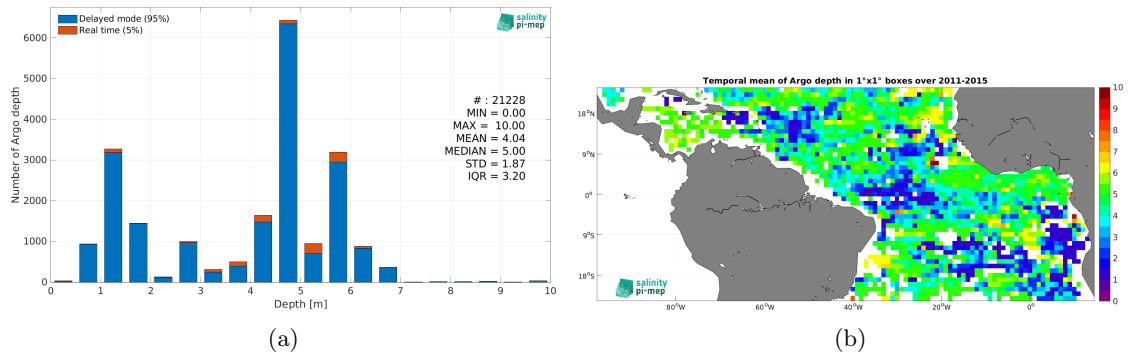 Delayed mode (95%)
Real time (5%)
salinity
pi-mep
# : 21228
MIN = 0.00
MAX = 10.00
MEAN = 4.04
MEDIAN = 5.00
STD = 1.87
IQR = 3.20
Number of Argo depth
6000
5000
4000
3000
2000
1000
0
0 1 2 3 4 5 6 7 8 9 10
Depth [m]
(a)
Temporal mean of Argo depth in 1°x1° boxes over 2011-2015
18°N
9°N
0°
9°S
18°S
80°W 60°W 40°W 20°W 0°
10
9
8
7
6
5
4
3
2
1
0
salinity
pi-mep
(b)